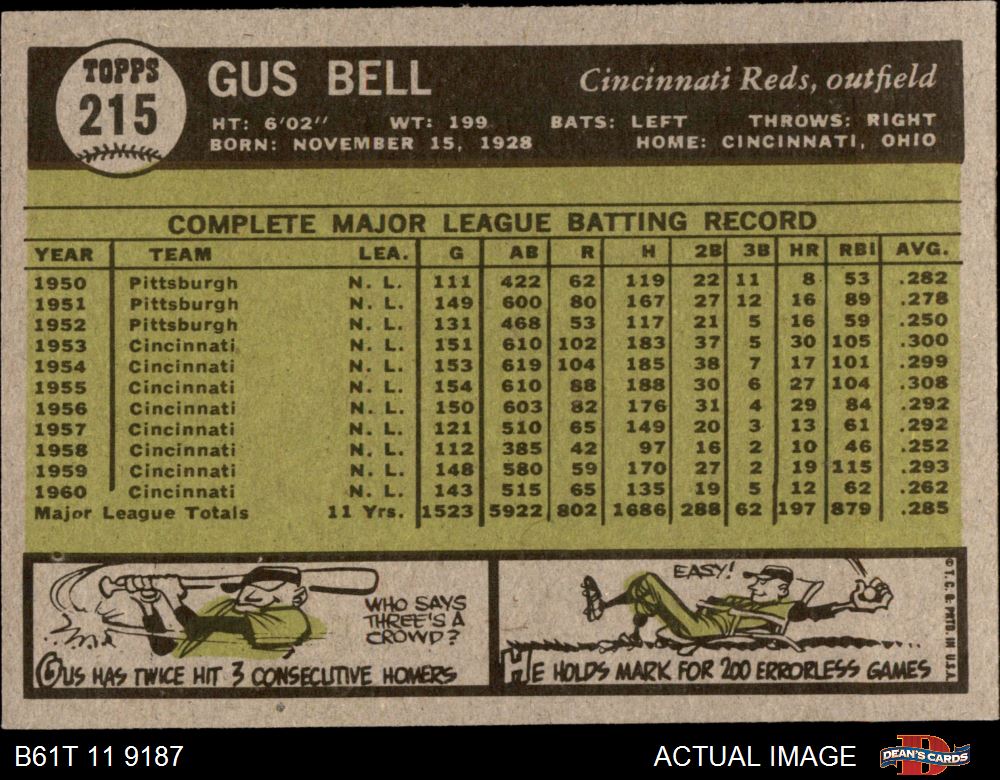 TOPPS
215
GUS BELL
Cincinnati Reds, outfield
HT: 6'02" WT: 199 BATS: LEFT THROWS: RIGHT
BORN: NOVEMBER 15, 1928 HOME: CINCINNATI, OHIO
COMPLETE MAJOR LEAGUE BATTING RECORD
YEAR TEAM LEA. G AB R H 2B 3B HR RBI AVG.
1950 Pittsburgh N. L. 111 422 62 119 22 11 8 53 .282
1951 Pittsburgh N. L. 149 600 80 167 27 12 16 89 .278
1952 Pittsburgh N. L. 131 468 53 117 21 5 16 59 .250
1953 Cincinnati N. L. 151 610 102 183 37 5 30 105 .300
1954 Cincinnati N. L. 153 619 104 185 38 7 17 101 .299
1955 Cincinnati N. L. 154 610 88 188 30 6 27 104 .308
1956 Cincinnati N. L. 150 603 82 176 31 4 29 84 .292
1957 Cincinnati N. L. 121 510 65 149 20 3 13 61 .292
1958 Cincinnati N. L. 112 385 42 97 16 2 10 46 .252
1959 Cincinnati N. L. 148 580 59 170 27 2 19 115 .293
1960 Cincinnati N. L. 143 515 65 135 19 5 12 62 .262
Major League Totals 11 Yrs. 1523 5922 802 1686 288 62 197 879 .285
WHO SAYS
THREE'S A
CROWD?
GUS HAS TWICE HIT 3 CONSECUTIVE HOMERS
EASY!
HE HOLDS MARK FOR 200 ERRORLESS GAMES
© T. C. G. PRTD. IN U.S.A.
B61T 11 9187
ACTUAL IMAGE
DEAN'S CARDS